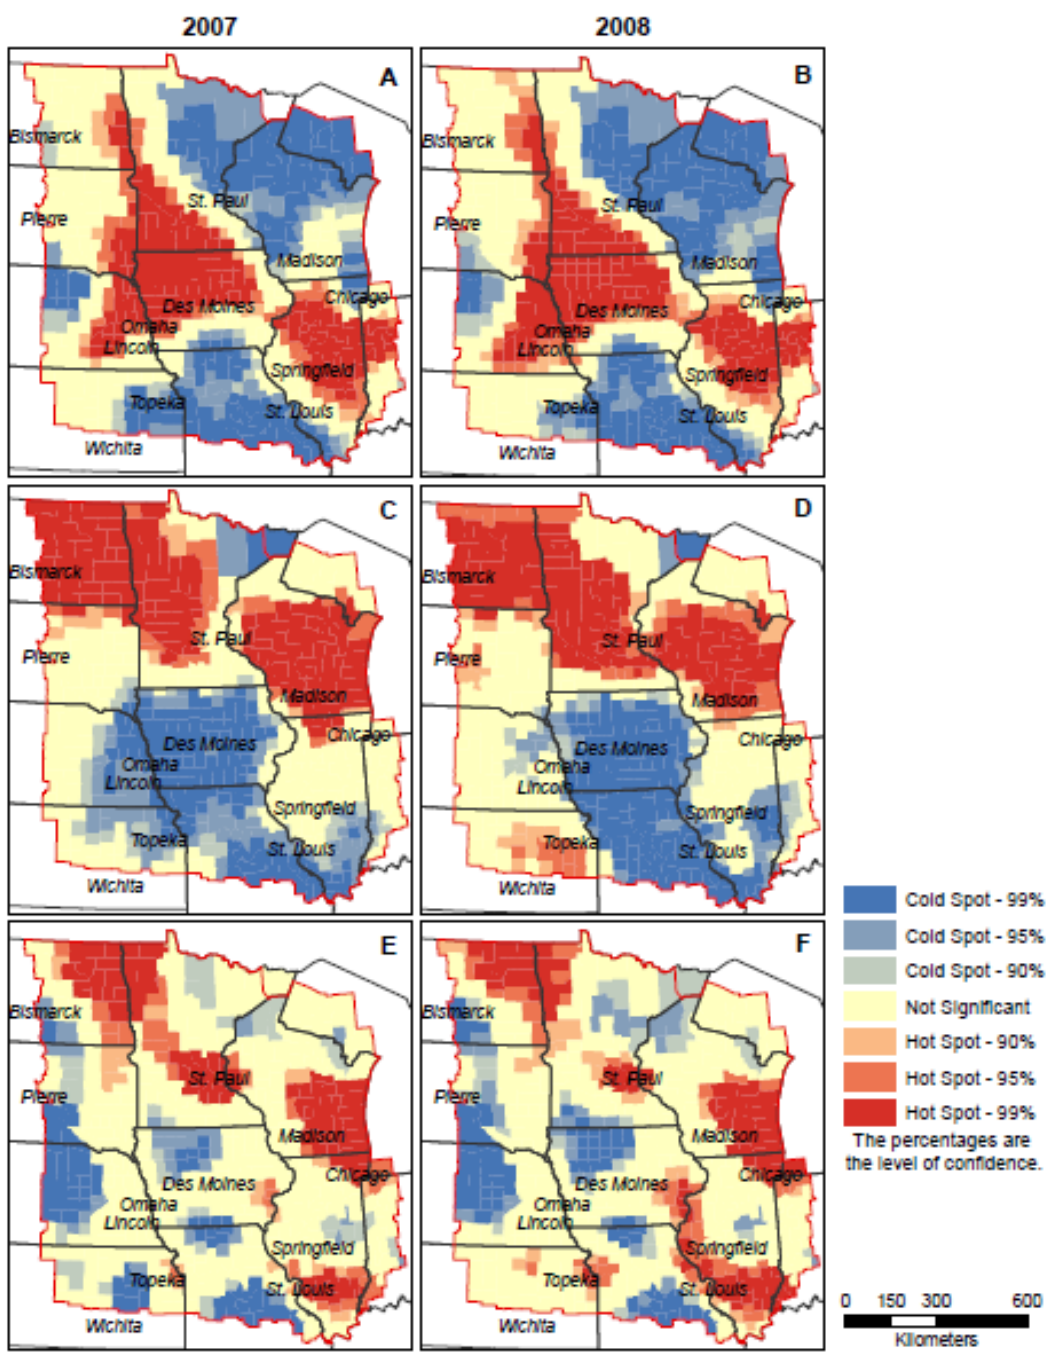 2007 2008
A B
Bismarck Bismarck
St. Paul St. Paul
Pierre Pierre
Madison Madison
Chicago Chicago
Des Moines Des Moines
Omaha Omaha
Lincoln Lincoln
Springfield Springfield
Topeka St. Louis Topeka St. Louis
Wichita Wichita
C D
Bismarck Bismarck
St. Paul St. Paul
Pierre Pierre
Madison Madison
Chicago Chicago
Des Moines Des Moines
Omaha Omaha
Lincoln Lincoln
Springfield Springfield
Topeka St. Louis Topeka St. Louis
Wichita Wichita
E F
Bismarck Bismarck
St. Paul St. Paul
Pierre Pierre
Madison Madison
Chicago Chicago
Des Moines Des Moines
Omaha Omaha
Lincoln Lincoln
Springfield Springfield
Topeka St. Louis Topeka St. Louis
Wichita Wichita
Cold Spot - 99%
Cold Spot - 95%
Cold Spot - 90%
Not Significant
Hot Spot - 90%
Hot Spot - 95%
Hot Spot - 99%
The percentages are
the level of confidence.
0 150 300 600
Kilometers